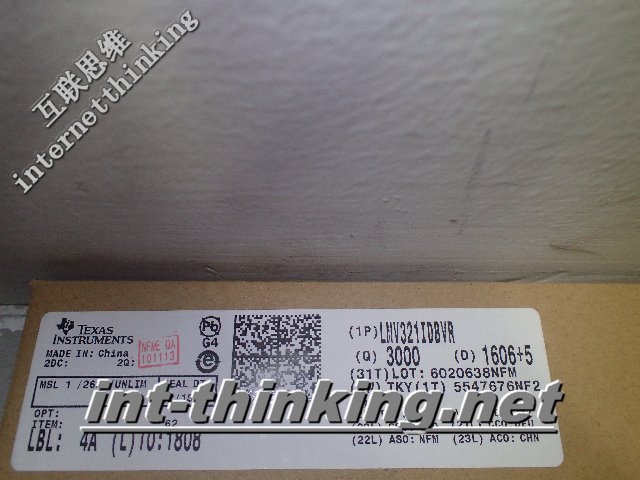 互联思维
internetthinking
TEXAS
INSTRUMENTS
MADE IN: China
2DC: 2Q:
NFME QA
101113
Pb
G4
e4
MSL 1 /26 /UNLIM
OPT:
ITEM: 62
LBL: 4A (L)TO:1808
(1P)LMV321IDBVR
(Q) 3000 (D) 1606+5
(31T)LOT: 6020638NFM
TKY(1T) 5547676NF2
(22L) ASO: NFM (23L) ACO: CHN
int-thinking.net